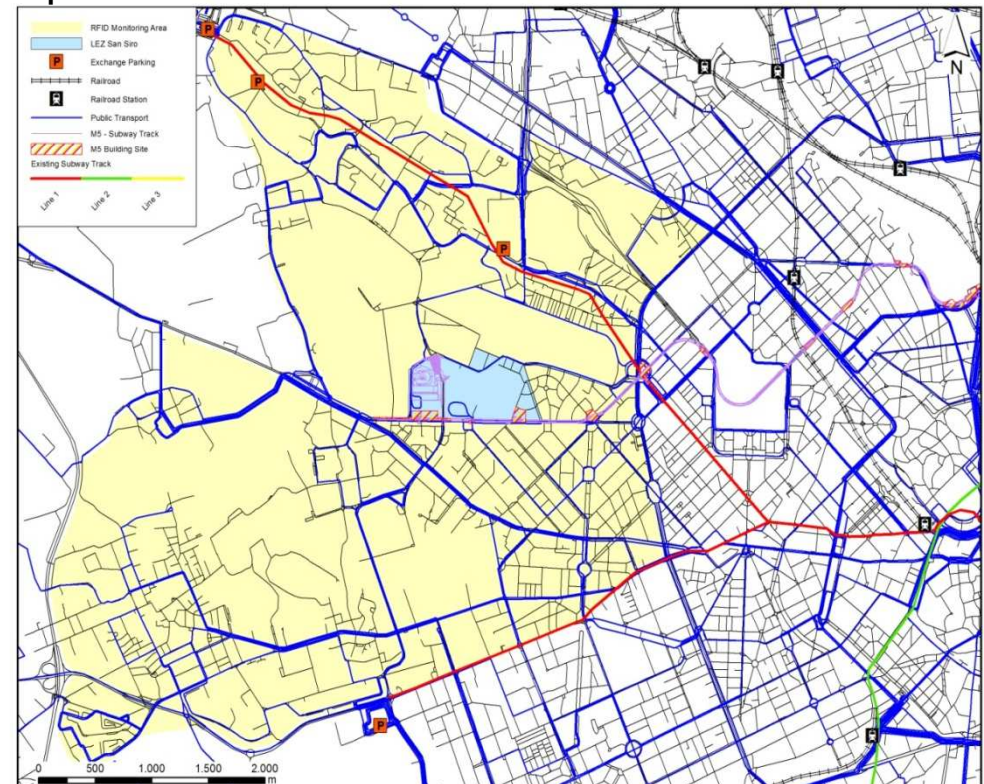 RFID Monitoring Area
LEZ San Siro
P Exchange Parking
Railroad
Railroad Station
Public Transport
M5 - Subway Track
M5 Building Site
Existing Subway Track
Line 1 Line 2 Line 3
P
P
P
P
N
0 500 1.000 1.500 2.000
m